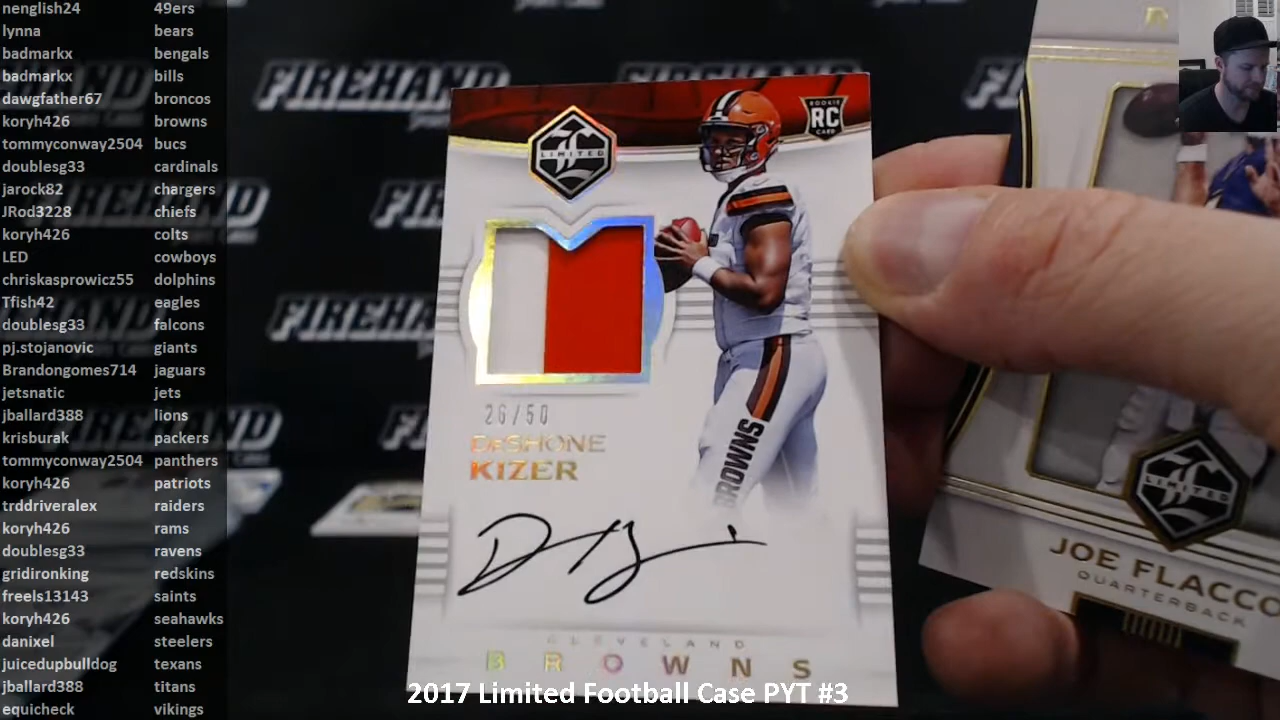 nenglish24 49ers
lynna bears
badmarkx bengals
badmarkx bills
dawgfather67 broncos
koryh426 browns
tommyconway2504 bucs
doublesg33 cardinals
jarock82 chargers
JRod3228 chiefs
koryh426 colts
LED cowboys
chriskasprowicz55 dolphins
Tfish42 eagles
doublesg33 falcons
pj.stojanovic giants
Brandongomes714 jaguars
jetsnatic jets
jballard388 lions
krisburak packers
tommyconway2504 panthers
koryh426 patriots
trddriveralex raiders
koryh426 rams
doublesg33 ravens
gridironking redskins
freels13143 saints
koryh426 seahawks
danixel steelers
juicedupbulldog texans
jballard388 titans
equicheck vikings
FIREHAND
LIMITED
ROOKIE
RC
CARD
26/50
DESHONE
KIZER
BROWNS
CLEVELAND
BROWNS
LIMITED
JOE FLACCO
QUARTERBACK
2017 Limited Football Case PYT #3